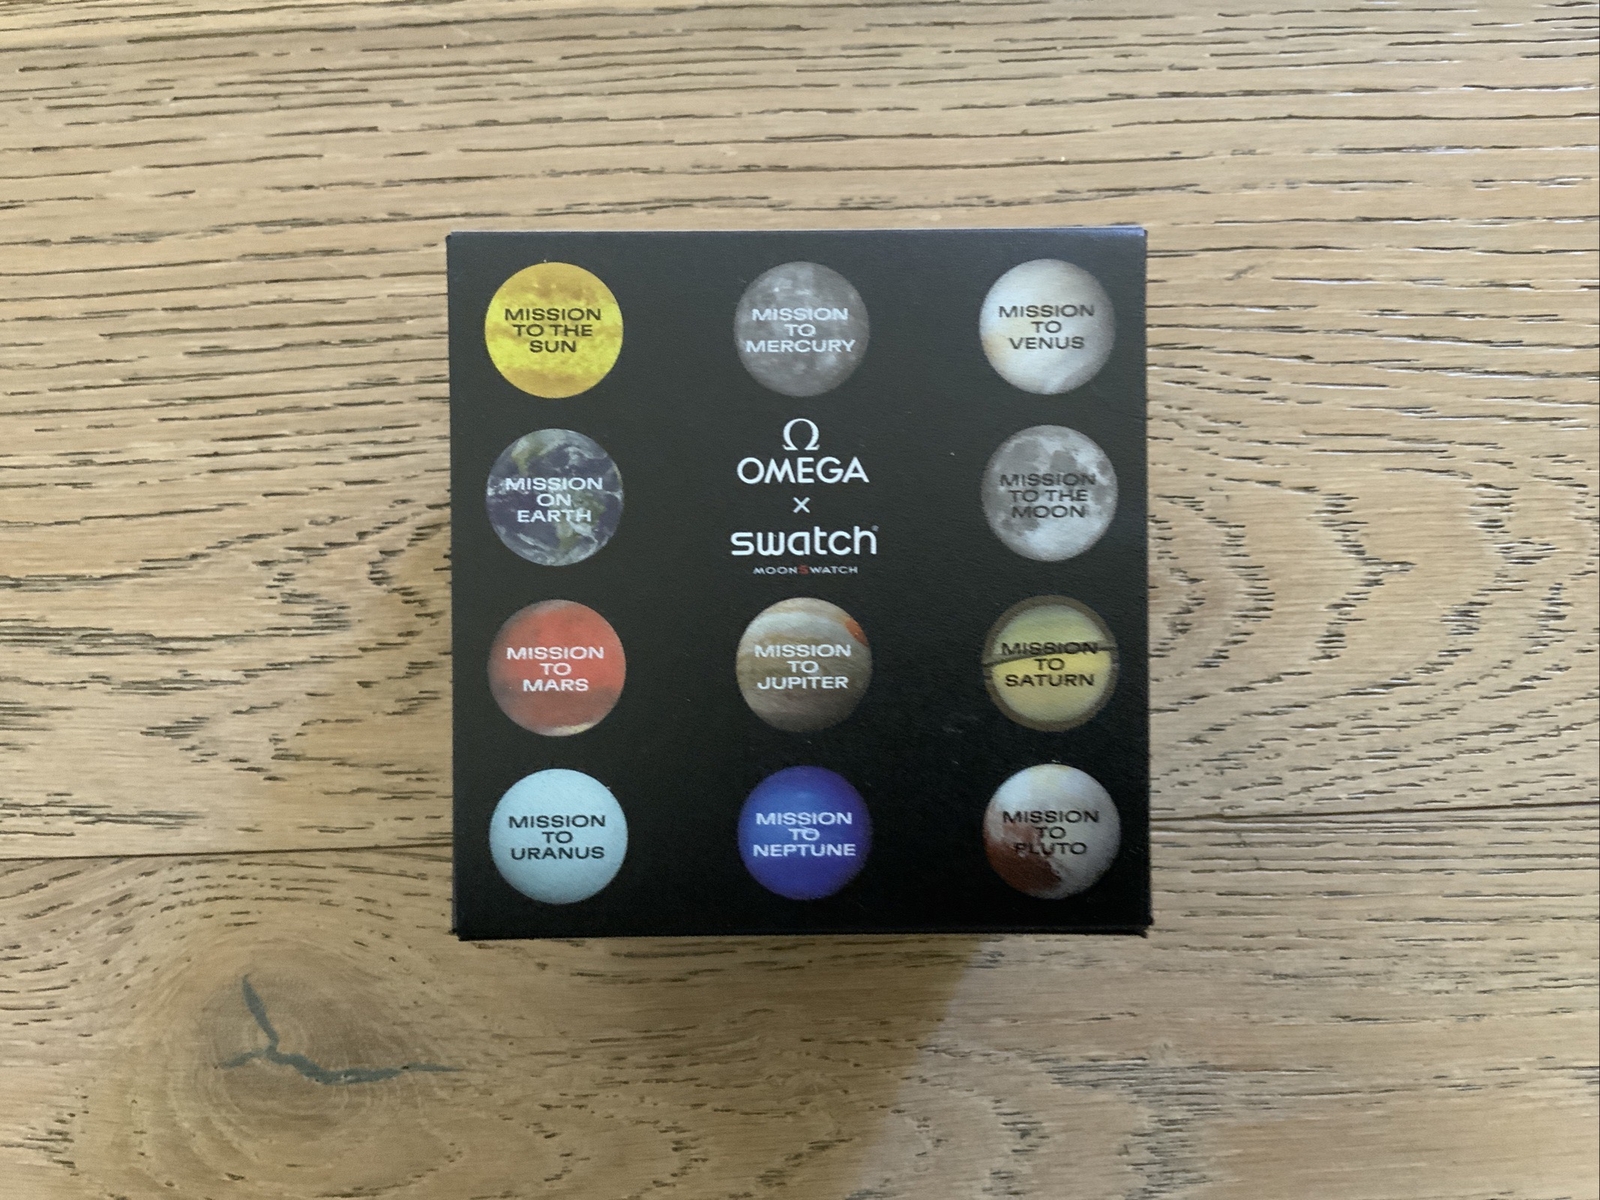 MISSION
TO THE
SUN
MISSION
TO
MERCURY
MISSION
TO
VENUS
MISSION
ON
EARTH
Ω
OMEGA
x
swatch®
MOONSWATCH
MISSION
TO THE
MOON
MISSION
TO
MARS
MISSION
TO
JUPITER
MISSION
TO
SATURN
MISSION
TO
URANUS
MISSION
TO
NEPTUNE
MISSION
TO
PLUTO